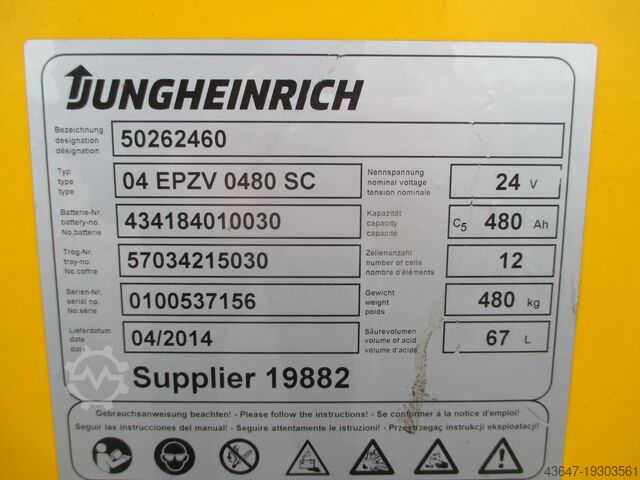 JUNGHEINRICH
Bezeichnung
designation
désignation
50262460
Typ
type
type
04 EPZV 0480 SC
Nennspannung
nominal voltage
tension nominale
24 V
Batterie-Nr.
battery-no.
No.batterie
434184010030
Kapazität
capacity
capacité
C5 480 Ah
Trog-Nr.
tray-no.
No.coffre
57034215030
Zellenanzahl
number of cells
nombre d'éléments
12
Serien-Nr.
serial no.
No.série
0100537156
Gewicht
weight
poids
480 kg
Lieferdatum
date
date
04/2014
Säurevolumen
volume of acid
volume d'acide
67 L
Supplier 19882
Gebrauchsanweisung beachten! - Please follow the instructions! - Se conformer á la notice d'emploi!
Seguir las instrucciones del manual! - Seguire attentamente le istruzioni! - Przestrzegaç instrukcji eksploatacji!
43647-19303561